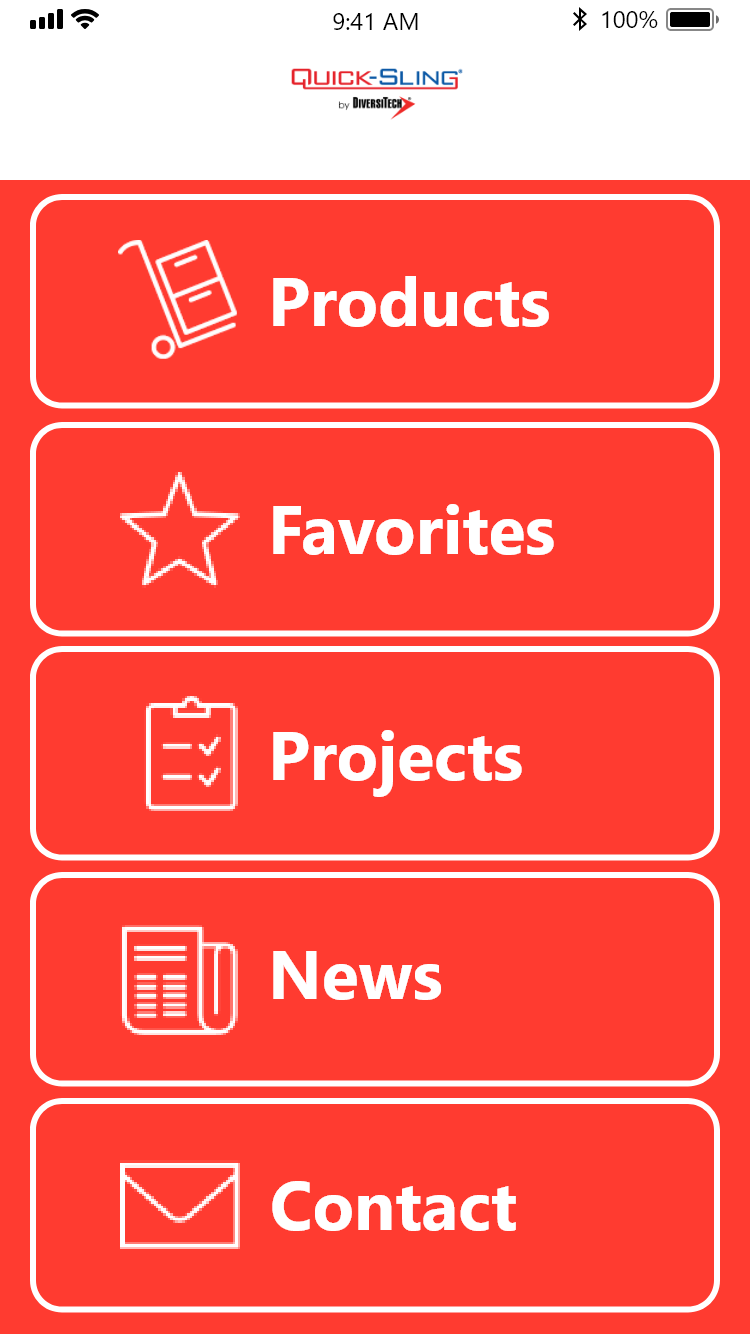 9:41 AM 100%
QUICK-SLING®
by DIVERSITECH®
Products
Favorites
Projects
News
Contact